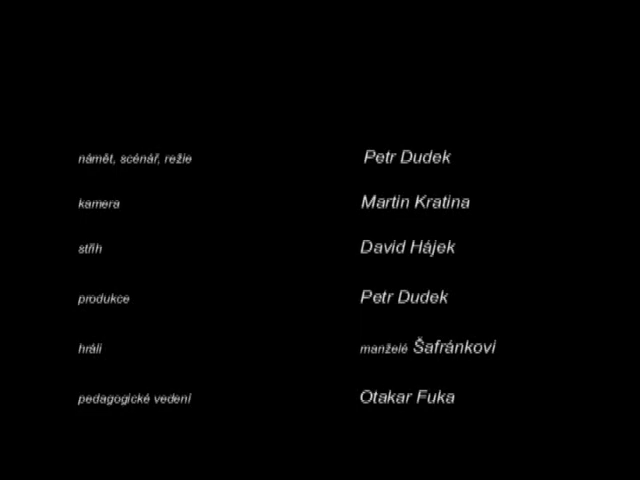 námět, scénář, režie Petr Dudek
kamera Martin Kratina
střih David Hájek
produkce Petr Dudek
hráli manželé Šafránkovi
pedagogické vedení Otakar Fuka